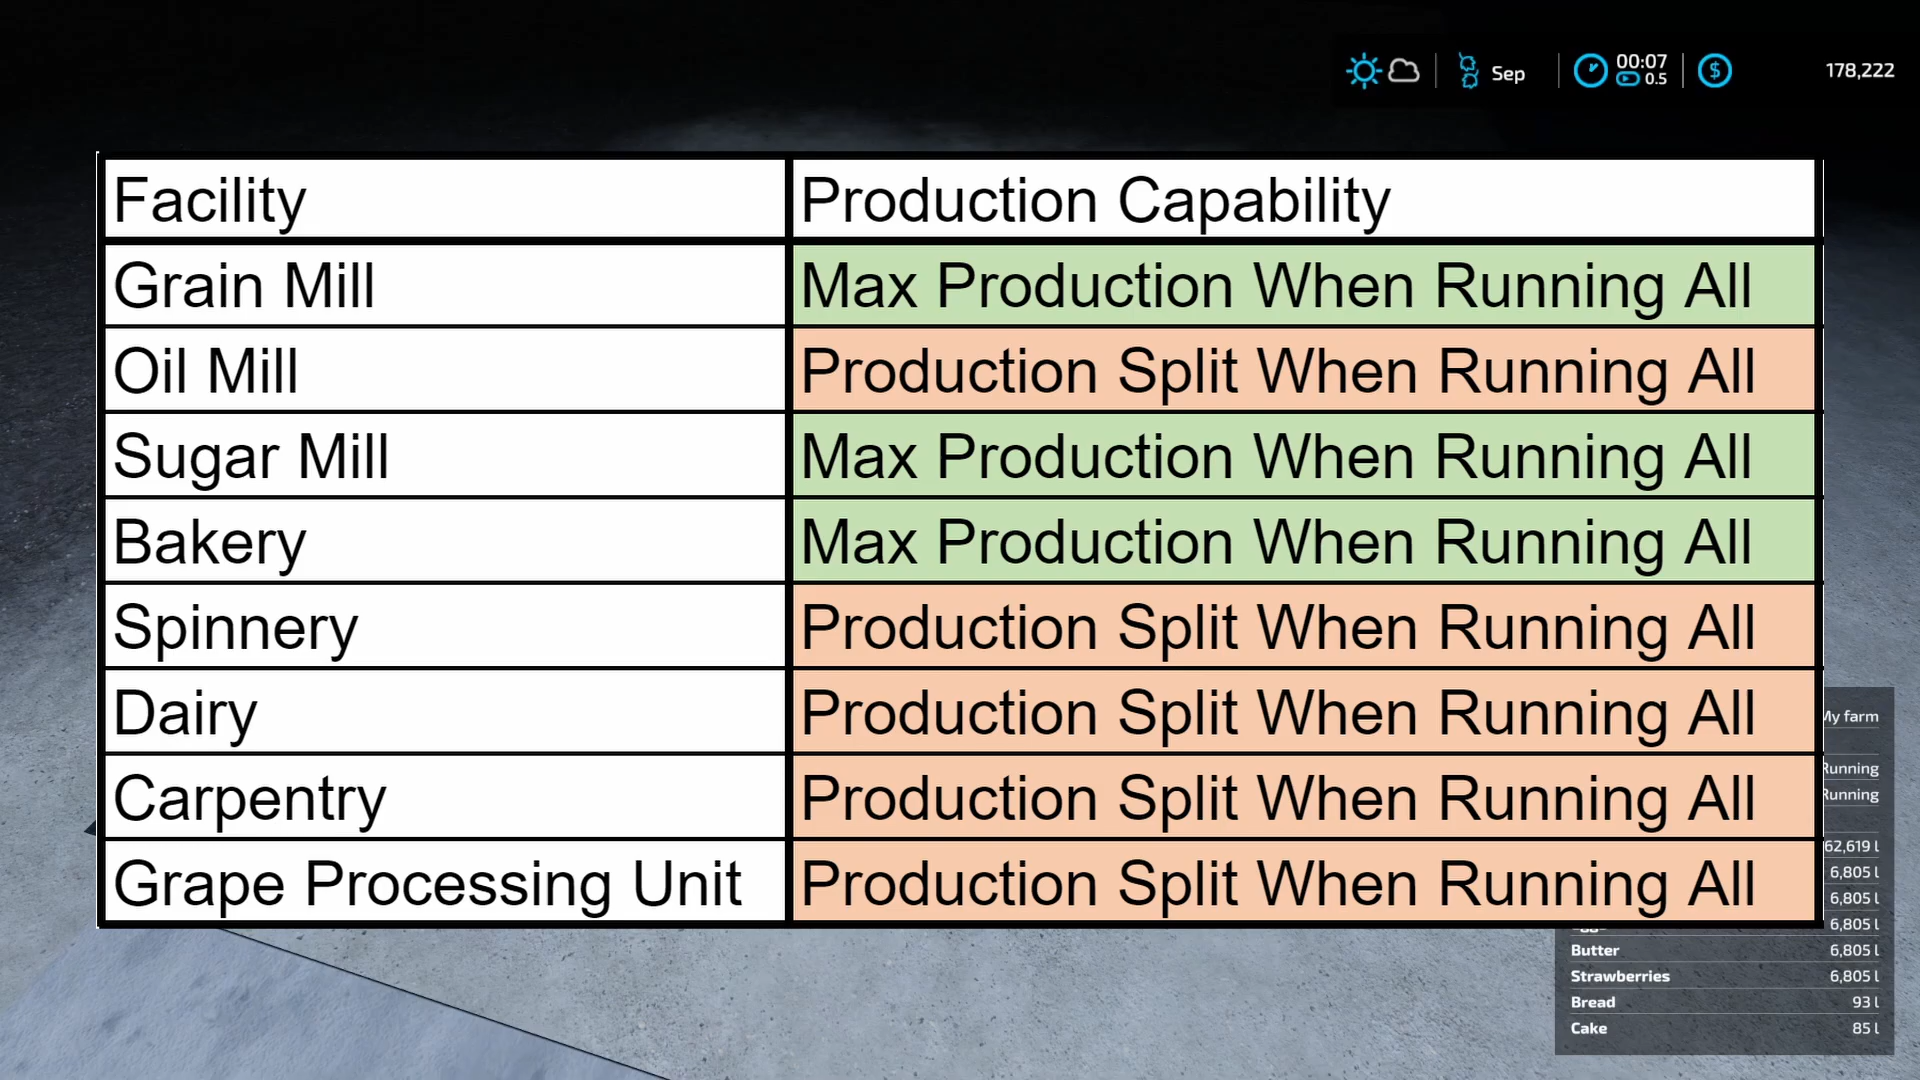 Sep
00:07
0.5
178,222
Facility Production Capability
Grain Mill Max Production When Running All
Oil Mill Production Split When Running All
Sugar Mill Max Production When Running All
Bakery Max Production When Running All
Spinnery Production Split When Running All
Dairy Production Split When Running All
Carpentry Production Split When Running All
Grape Processing Unit Production Split When Running All
My farm
Running
Running
62,619 l
6,805 l
6,805 l
6,805 l
Butter 6,805 l
Strawberries 6,805 l
Bread 93 l
Cake 85 l